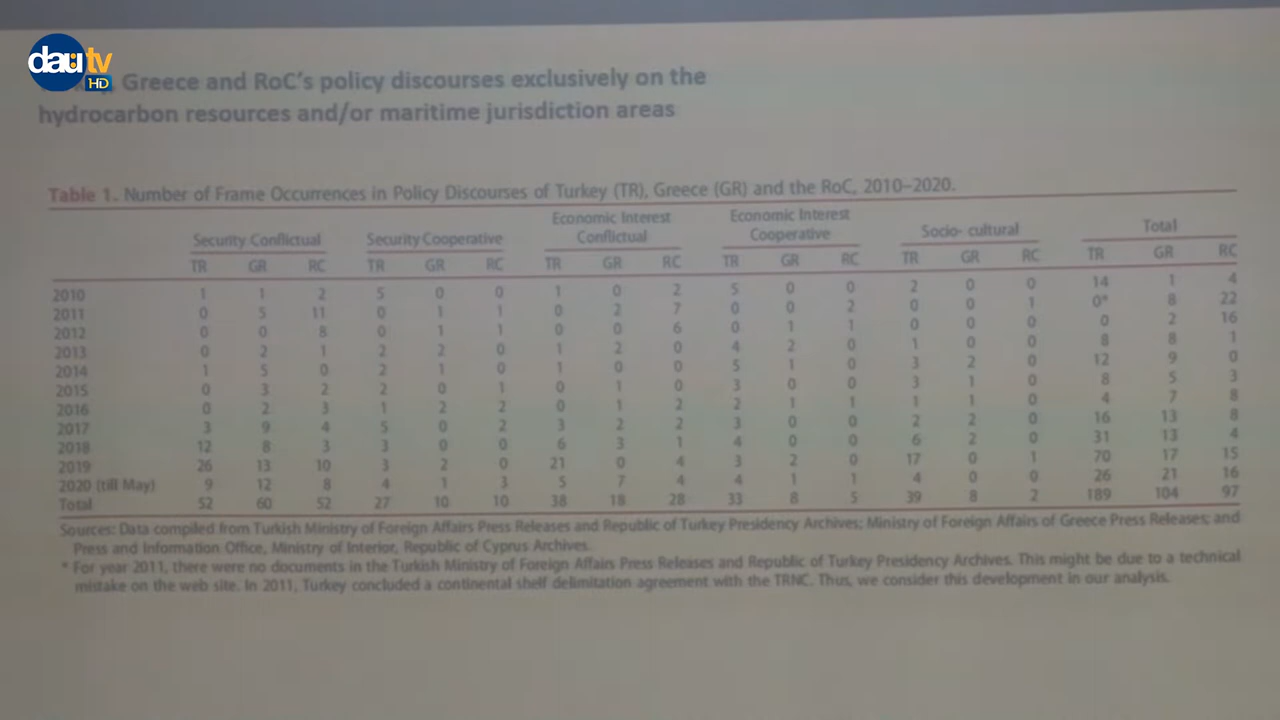 dautv HD
, Greece and RoC's policy discourses exclusively on the
hydrocarbon resources and/or maritime jurisdiction areas
Table 1. Number of Frame Occurrences in Policy Discourses of Turkey (TR), Greece (GR) and the RoC, 2010–2020.
Security Conflictual Security Cooperative Economic Interest Conflictual Economic Interest Cooperative Socio- cultural Total
TR GR RC TR GR RC TR GR RC TR GR RC TR GR RC TR GR RC
2010 1 1 2 5 0 0 1 0 2 5 0 0 2 0 0 14 1 4
2011 0 5 11 0 1 1 0 2 7 0 0 2 0 0 1 0* 8 22
2012 0 0 8 0 1 1 0 0 6 0 1 1 0 0 0 0 2 16
2013 0 2 1 2 2 0 1 2 0 4 2 0 1 0 0 8 8 1
2014 1 5 0 2 1 0 1 0 0 5 1 0 3 2 0 12 9 0
2015 0 3 2 2 0 1 0 1 0 3 0 0 3 1 0 8 5 3
2016 0 2 3 1 2 2 0 1 2 2 1 1 1 1 0 4 7 8
2017 3 9 4 5 0 2 3 2 2 3 0 0 2 2 0 16 13 8
2018 12 8 3 3 0 0 6 3 1 4 0 0 6 2 0 31 13 4
2019 26 13 10 3 2 0 21 0 4 3 2 0 17 0 1 70 17 15
2020 (till May) 9 12 8 4 1 3 5 7 4 4 1 1 4 0 0 26 21 16
Total 52 60 52 27 10 10 38 18 28 33 8 5 39 8 2 189 104 97
Sources: Data compiled from Turkish Ministry of Foreign Affairs Press Releases and Republic of Turkey Presidency Archives; Ministry of Foreign Affairs of Greece Press Releases; and
Press and Information Office, Ministry of Interior, Republic of Cyprus Archives.
* For year 2011, there were no documents in the Turkish Ministry of Foreign Affairs Press Releases and Republic of Turkey Presidency Archives. This might be due to a technical
mistake on the web site. In 2011, Turkey concluded a continental shelf delimitation agreement with the TRNC. Thus, we consider this development in our analysis.